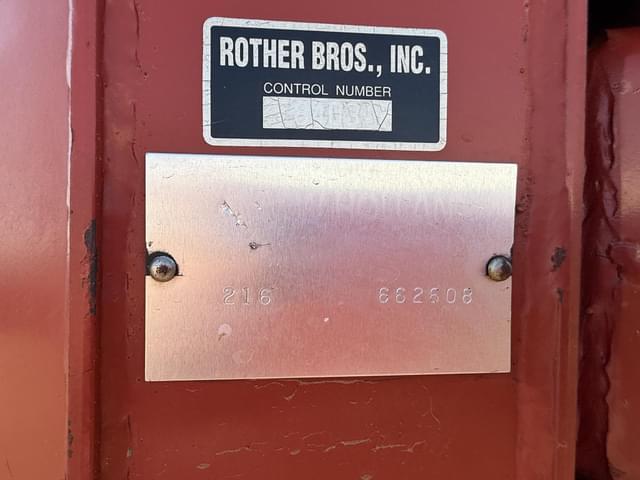 ROTHER BROS., INC.
CONTROL NUMBER
216 662608